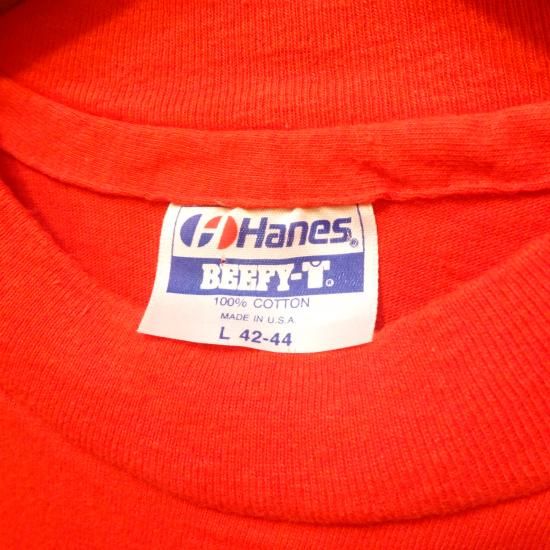 Hanes®
BEEFY-T®
100% COTTON
MADE IN U.S.A.
L 42-44